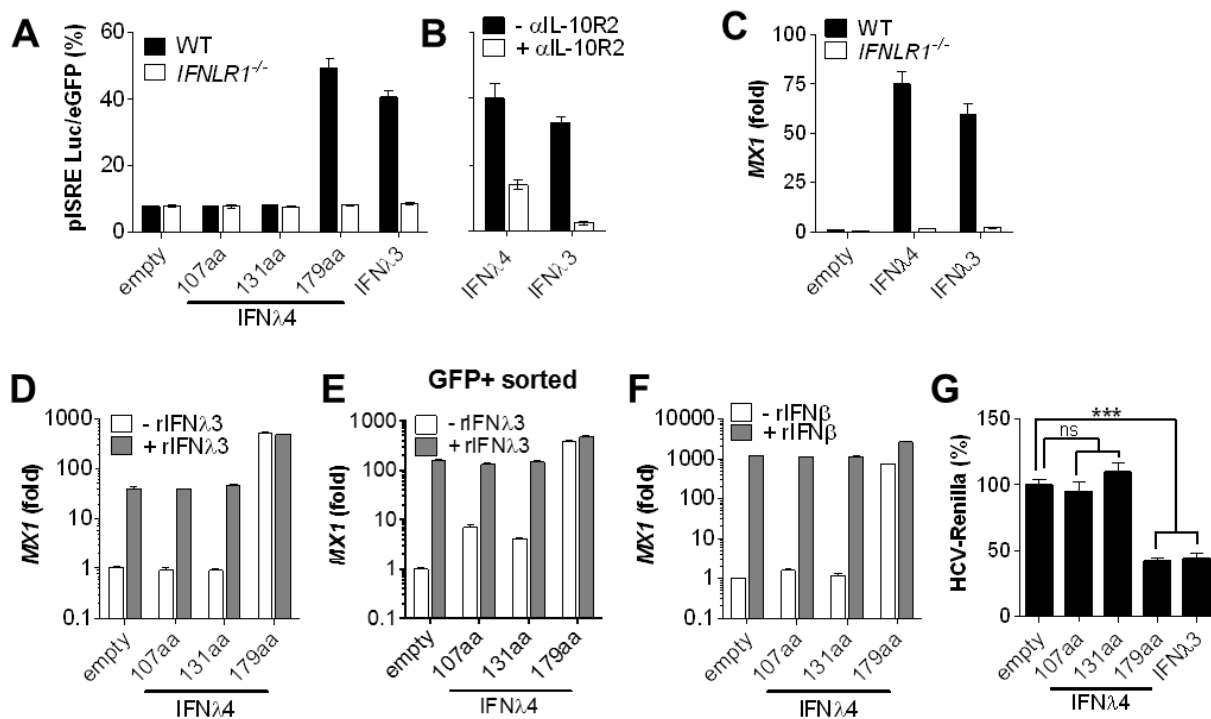 A
pISRE Luc/eGFP (%)
60
40
20
0
WT
IFNLR1-/-
empty
107aa
131aa
179aa
IFNλ3
IFNλ4
B
- αIL-10R2
+ αIL-10R2
IFNλ4
IFNλ3
C
MX1 (fold)
100
75
50
25
0
WT
IFNLR1-/-
empty
IFNλ4
IFNλ3
D
MX1 (fold)
1000
100
10
1
0.1
- rIFNλ3
+ rIFNλ3
empty
107aa
131aa
179aa
IFNλ4
E
GFP+ sorted
MX1 (fold)
1000
100
10
1
0.1
- rIFNλ3
+ rIFNλ3
empty
107aa
131aa
179aa
IFNλ4
F
MX1 (fold)
10000
1000
100
10
1
0.1
- rIFNβ
+ rIFNβ
empty
107aa
131aa
179aa
IFNλ4
G
HCV-Renilla (%)
150
100
50
0
***
ns
empty
107aa
131aa
179aa
IFNλ3
IFNλ4